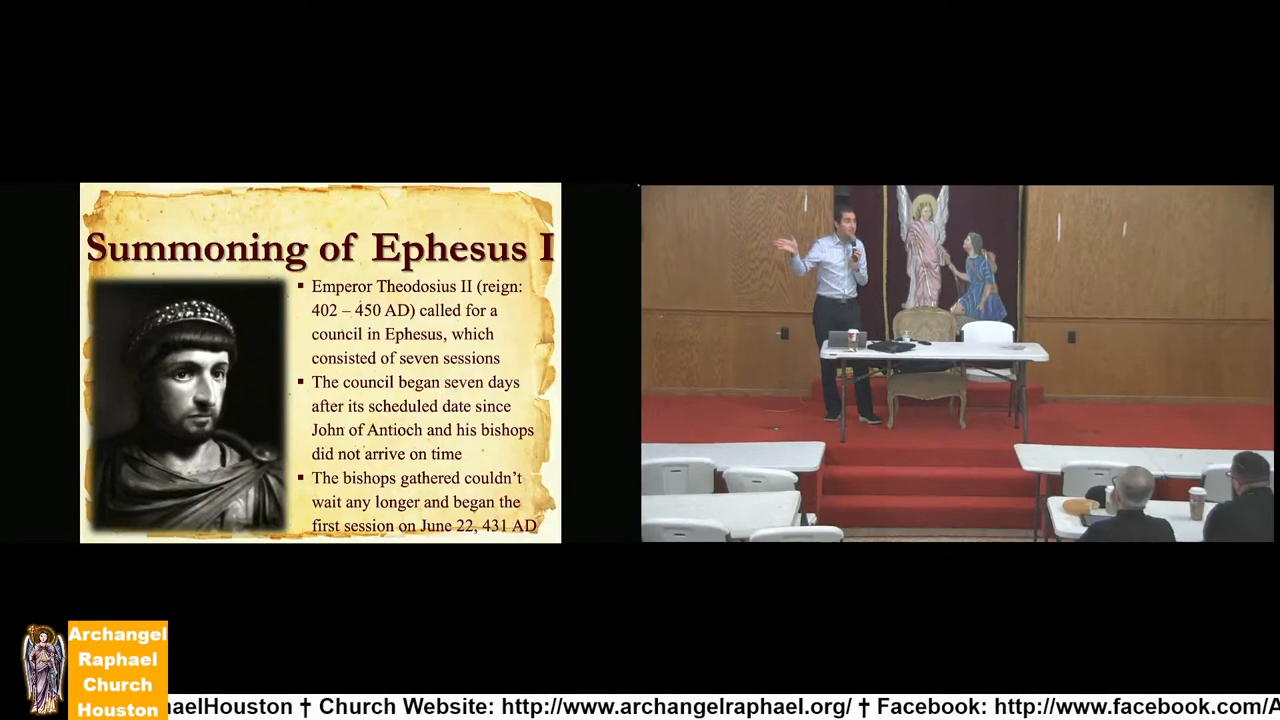 Summoning of Ephesus I
▪ Emperor Theodosius II (reign:
402 – 450 AD) called for a
council in Ephesus, which
consisted of seven sessions
▪ The council began seven days
after its scheduled date since
John of Antioch and his bishops
did not arrive on time
▪ The bishops gathered couldn't
wait any longer and began the
first session on June 22, 431 AD
Archangel
Raphael
Church
Houston
aelHouston † Church Website: http://www.archangelraphael.org/ † Facebook: http://www.facebook.com/A